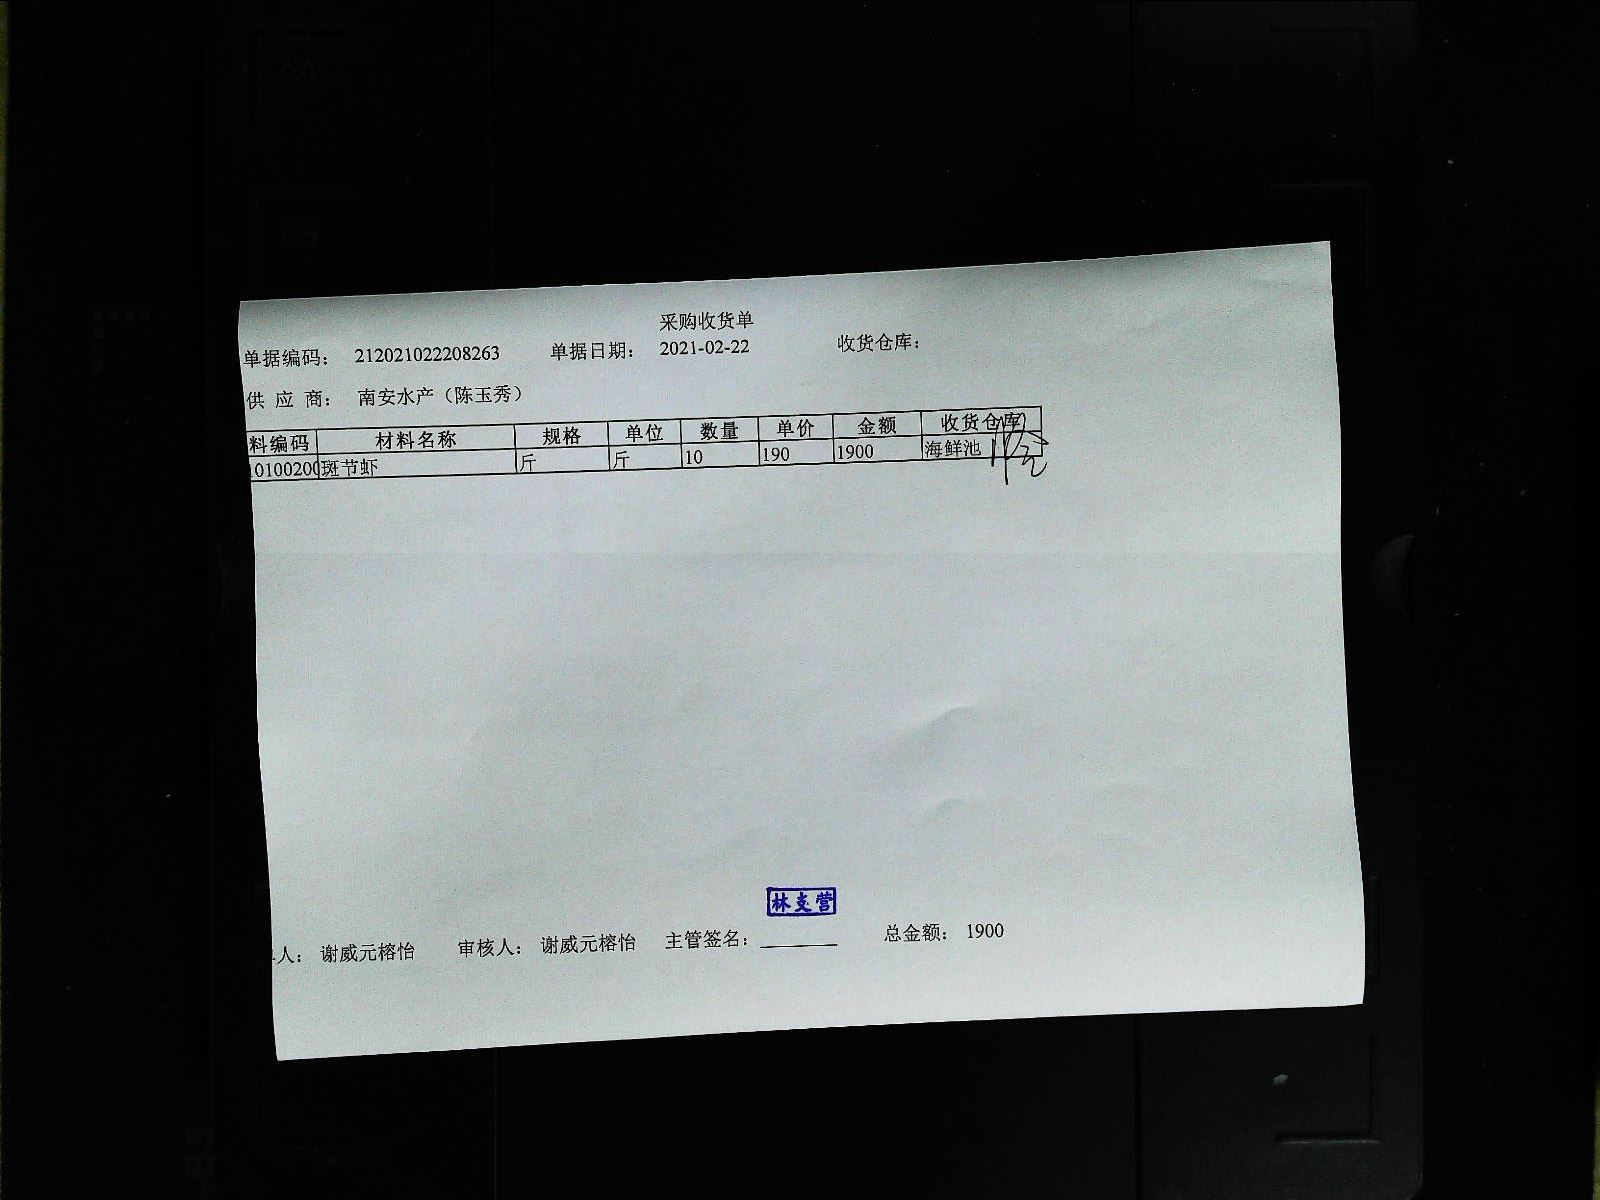 采购收货单
单据编码： 212021022208263 单据日期： 2021-02-22 收货仓库：
供 应 商： 南安水产（陈玉秀）
料编码 材料名称 规格 单位 数量 单价 金额 收货仓库
10100200 斑节虾 斤 斤 10 190 1900 海鲜池
林支营
人： 谢威元榕怡 审核人： 谢威元榕怡 主管签名： 总金额： 1900